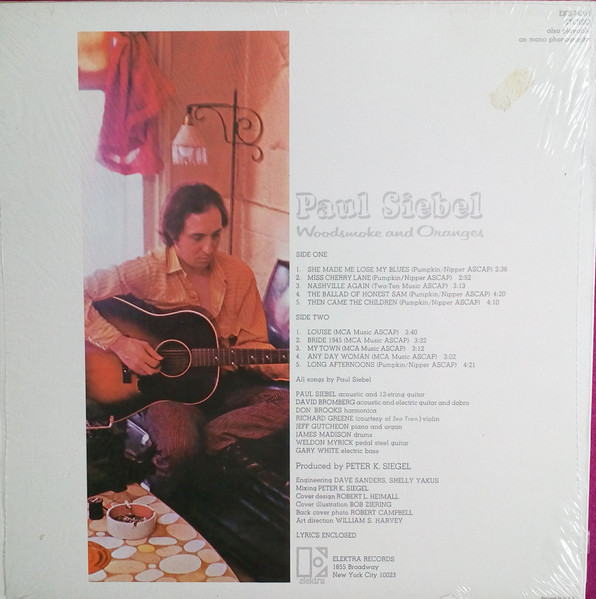 STEREO
also playable
on mono phonographs
Paul Siebel
Woodsmoke and Oranges
SIDE ONE
1. SHE MADE ME LOSE MY BLUES (Pumpkin/Nipper ASCAP) 2:38
2. MISS CHERRY LANE (Pumpkin/Nipper ASCAP) 2:52
3. NASHVILLE AGAIN (Two-Ten Music ASCAP) 3:13
4. THE BALLAD OF HONEST SAM (Pumpkin/Nipper ASCAP) 4:20
5. THEN CAME THE CHILDREN (Pumpkin/Nipper ASCAP) 4:10
SIDE TWO
1. LOUISE (MCA Music ASCAP) 3:40
2. BRIDE 1945 (MCA Music ASCAP) 3:32
3. MY TOWN (MCA Music ASCAP) 3:12
4. ANY DAY WOMAN (MCA Music ASCAP) 3:02
5. LONG AFTERNOONS (Pumpkin/Nipper ASCAP) 4:21
All songs by Paul Siebel
PAUL SIEBEL acoustic and 12-string guitar
DAVID BROMBERG acoustic and electric guitar and dobro
DON BROOKS harmonica
RICHARD GREENE (courtesy of Sea Train) violin
JEFF GUTCHEON piano and organ
JAMES MADISON drums
WELDON MYRICK pedal steel guitar
GARY WHITE electric bass
Produced by PETER K. SIEGEL
Engineering DAVE SANDERS, SHELLY YAKUS
Mixing PETER K. SIEGEL
Cover design ROBERT L. HEIMALL
Cover illustration BOB ZIERING
Back cover photo ROBERT CAMPBELL
Art direction WILLIAM S. HARVEY
LYRICS ENCLOSED
elektra
ELEKTRA RECORDS
1855 Broadway
New York City 10023